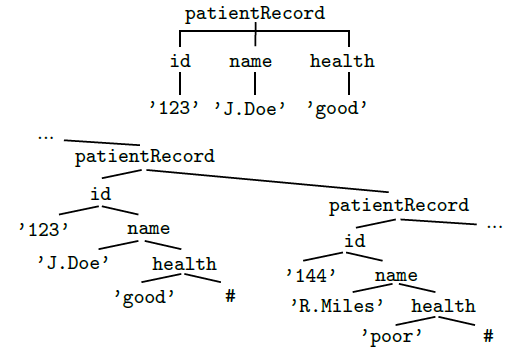 patientRecord
id name health
'123' 'J.Doe' 'good'
...
patientRecord
id
patientRecord
...
'123' name
id
'J.Doe' health
'144' name
'good' #
'R.Miles' health
'poor' #